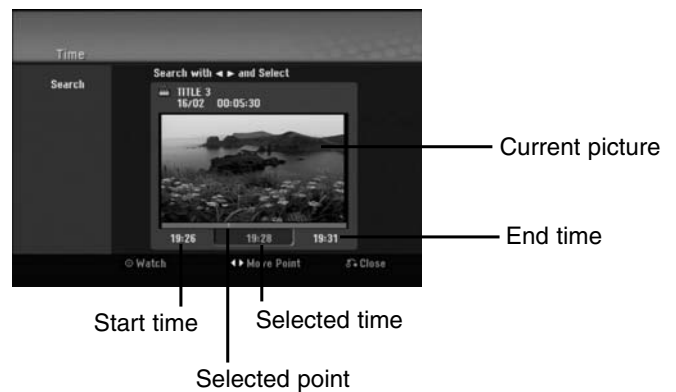 Time
Search
Search with ◄ ► and Select
TITLE 3
16/02 00:05:30
Current picture
19:26 19:28 19:31
End time
Watch ◄► Move Point Close
Start time
Selected time
Selected point